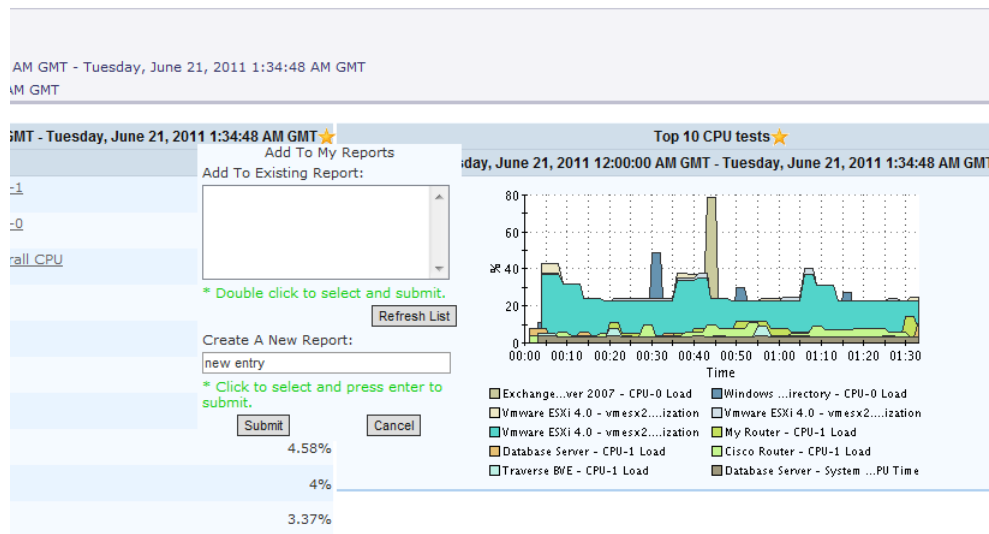 AM GMT - Tuesday, June 21, 2011 1:34:48 AM GMT
AM GMT
GMT - Tuesday, June 21, 2011 1:34:48 AM GMT
-1
-0
rall CPU
4.58%
4%
3.37%
Add To My Reports
Add To Existing Report:
* Double click to select and submit.
Refresh List
Create A New Report:
new entry
* Click to select and press enter to
submit.
Submit Cancel
Top 10 CPU tests
sday, June 21, 2011 12:00:00 AM GMT - Tuesday, June 21, 2011 1:34:48 AM GMT
80
60
%
40
20
0
00:00 00:10 00:20 00:30 00:40 00:50 01:00 01:10 01:20 01:30
Time
Exchange...ver 2007 - CPU-0 Load Windows ...irectory - CPU-0 Load
Vmware ESXi 4.0 - vmesx2....ization Vmware ESXi 4.0 - vmesx2....ization
Vmware ESXi 4.0 - vmesx2....ization My Router - CPU-1 Load
Database Server - CPU-1 Load Cisco Router - CPU-1 Load
Traverse BVE - CPU-1 Load Database Server - System ...PU Time